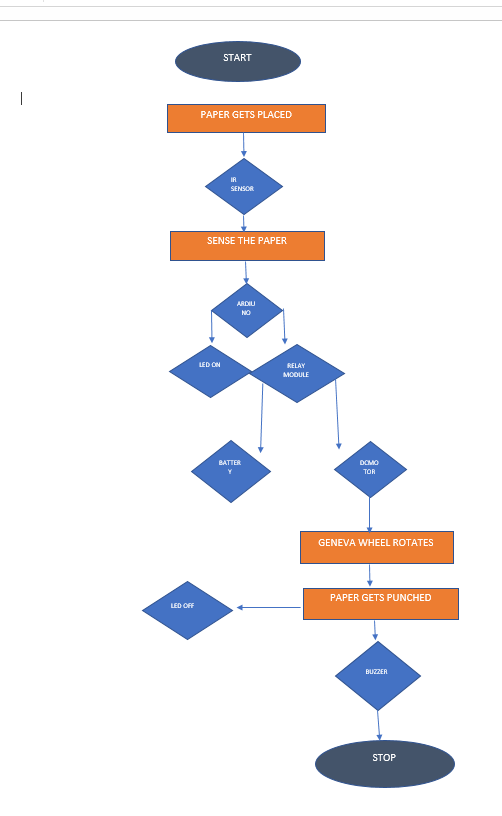 START
PAPER GETS PLACED
IR
SENSOR
SENSE THE PAPER
ARDIU
NO
LED ON
RELAY
MODULE
BATTER
Y
DCMO
TOR
GENEVA WHEEL ROTATES
PAPER GETS PUNCHED
LED OFF
BUZZER
STOP